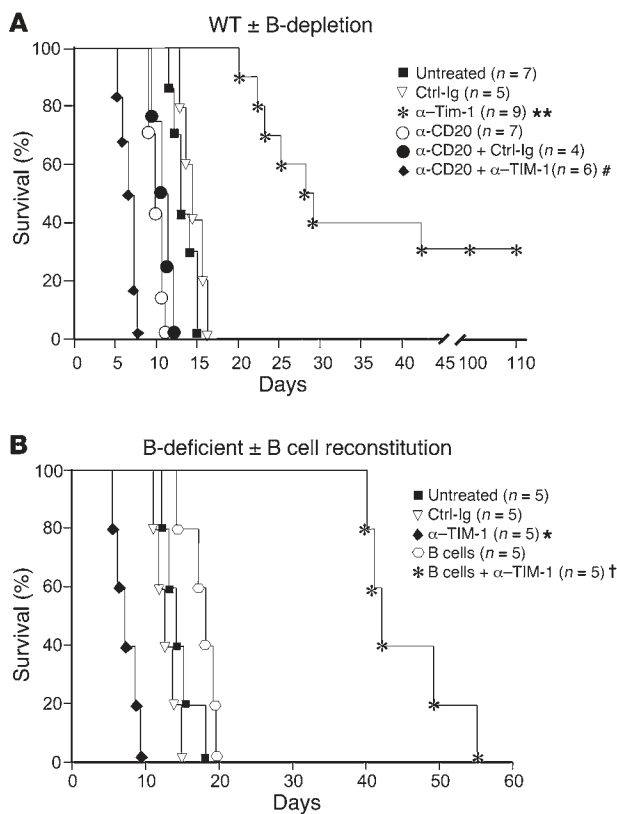 A
WT ± B-depletion
Survival (%)
100
80
60
40
20
0
Untreated (n = 7)
Ctrl-Ig (n = 5)
α–Tim-1 (n = 9) **
α-CD20 (n = 7)
α-CD20 + Ctrl-Ig (n = 4)
α-CD20 + α–TIM-1(n = 6) #
0 5 10 15 20 25 30 35 40 45 100 110
Days
B
B-deficient ± B cell reconstitution
Survival (%)
100
80
60
40
20
0
Untreated (n = 5)
Ctrl-Ig (n = 5)
α–TIM-1 (n = 5) *
B cells (n = 5)
B cells + α–TIM-1 (n = 5) †
0 10 20 30 40 50 60
Days